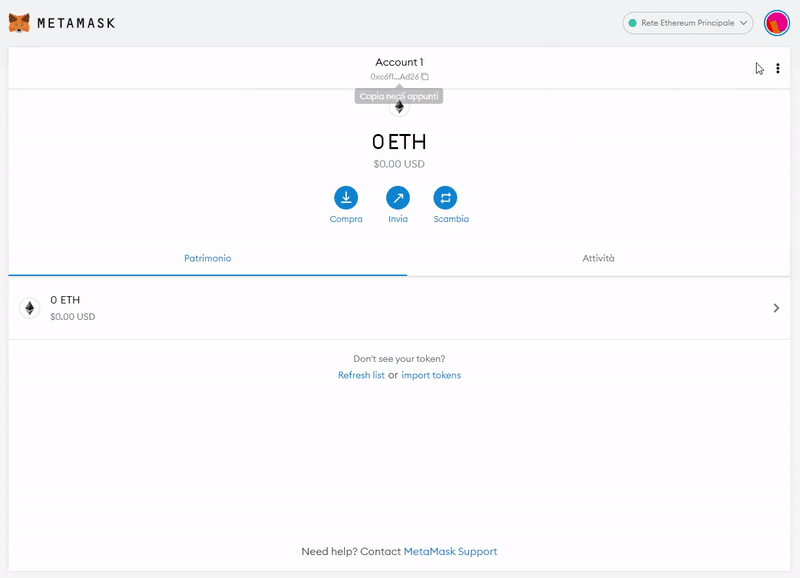 METAMASK
Rete Ethereum Principale
Account 1
0xc6f1...Ad26
Copia negli appunti
0 ETH
$0.00 USD
Compra Invia Scambia
Patrimonio Attività
0 ETH
$0.00 USD
Don't see your token?
Refresh list or import tokens
Need help? Contact MetaMask Support